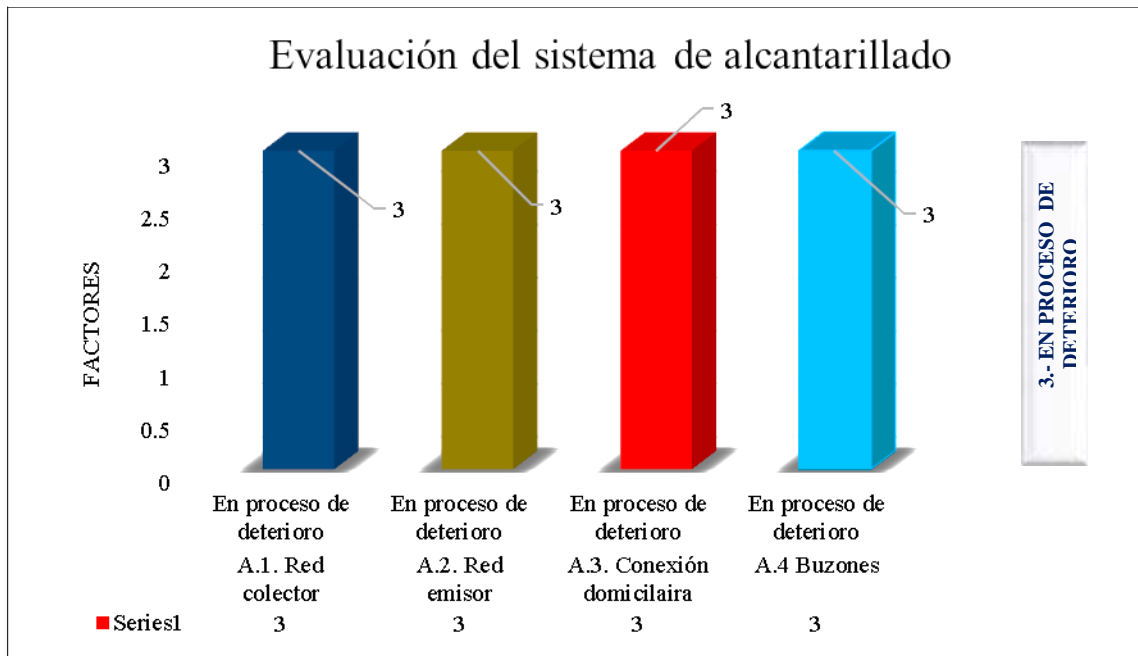 Evaluación del sistema de alcantarillado
FACTORES
3
2.5
2
1.5
1
0.5
0
3
3
3
3
3.- EN PROCESO DE
DETERIORO
En proceso de
deterioro
En proceso de
deterioro
En proceso de
deterioro
En proceso de
deterioro
A.1. Red
colector
A.2. Red
emisor
A.3. Conexión
domicilaira
A.4 Buzones
Series1 3 3 3 3